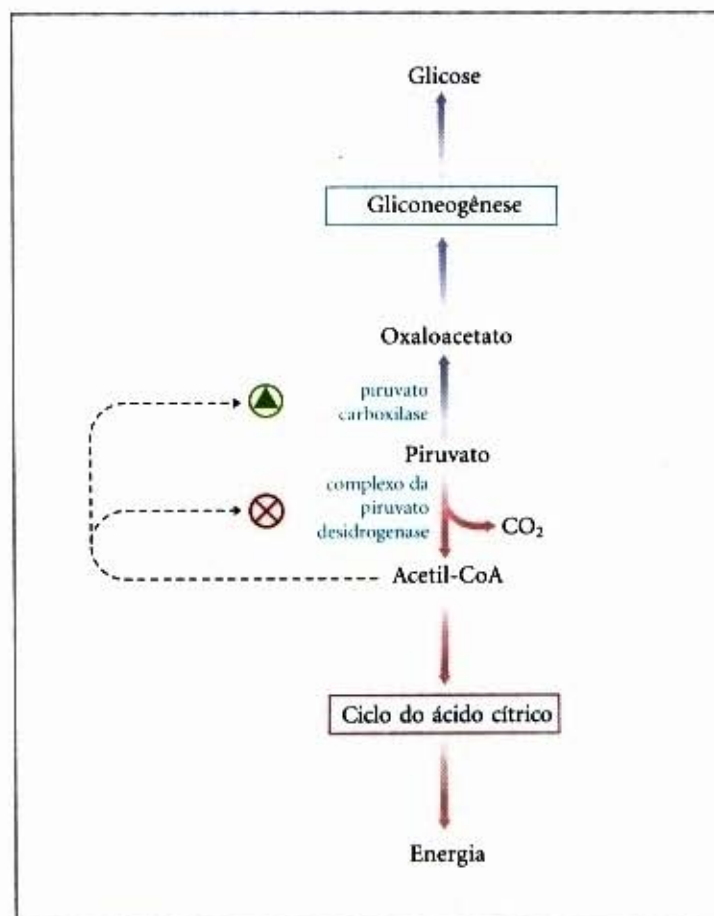 Glicose
Gliconeogênese
Oxaloacetato
piruvato
carboxilase
Piruvato
complexo da
piruvato
desidrogenase
CO₂
Acetil-CoA
Ciclo do ácido cítrico
Energia